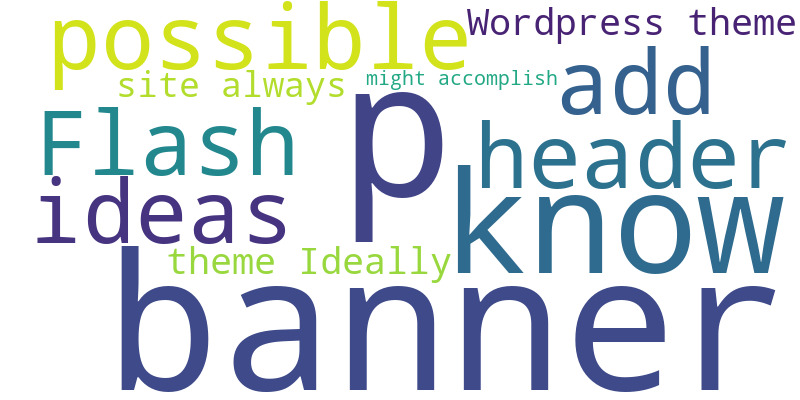 possible
Wordpress theme
site always
might accomplish
add
p
Flash
header
ideas
know
theme Ideally
banner